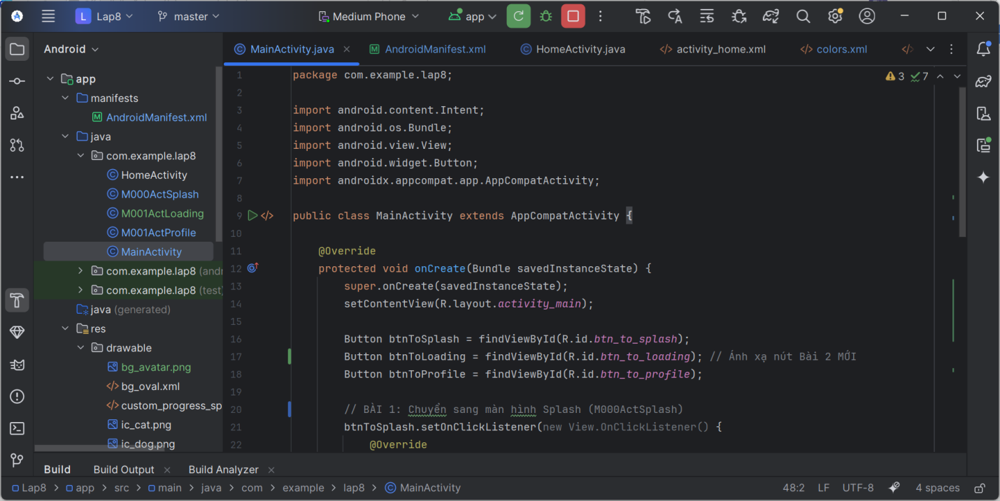 L Lap8 master Medium Phone app
Android
MainActivity.java AndroidManifest.xml HomeActivity.java activity_home.xml colors.xml
app
manifests
AndroidManifest.xml
java
com.example.lap8
HomeActivity
M000ActSplash
M001ActLoading
M001ActProfile
MainActivity
com.example.lap8 (andr
com.example.lap8 (test)
java (generated)
res
drawable
bg_avatar.png
bg_oval.xml
custom_progress_sp
ic_cat.png
ic_dog.png
3 7
1 package com.example.lap8;
2
3 import android.content.Intent;
4 import android.os.Bundle;
5 import android.view.View;
6 import android.widget.Button;
7 import androidx.appcompat.app.AppCompatActivity;
8
9 public class MainActivity extends AppCompatActivity {
10
11 @Override
12 protected void onCreate(Bundle savedInstanceState) {
13 super.onCreate(savedInstanceState);
14 setContentView(R.layout.activity_main);
15
16 Button btnToSplash = findViewById(R.id.btn_to_splash);
17 Button btnToLoading = findViewById(R.id.btn_to_loading); // Ánh xạ nút Bài 2 MỚI
18 Button btnToProfile = findViewById(R.id.btn_to_profile);
19
20 // BÀI 1: Chuyển sang màn hình Splash (M000ActSplash)
21 btnToSplash.setOnClickListener(new View.OnClickListener() {
22 @Override
Build Build Output Build Analyzer
Lap8 > app > src > main > java > com > example > lap8 > MainActivity
48:2 LF UTF-8 4 spaces